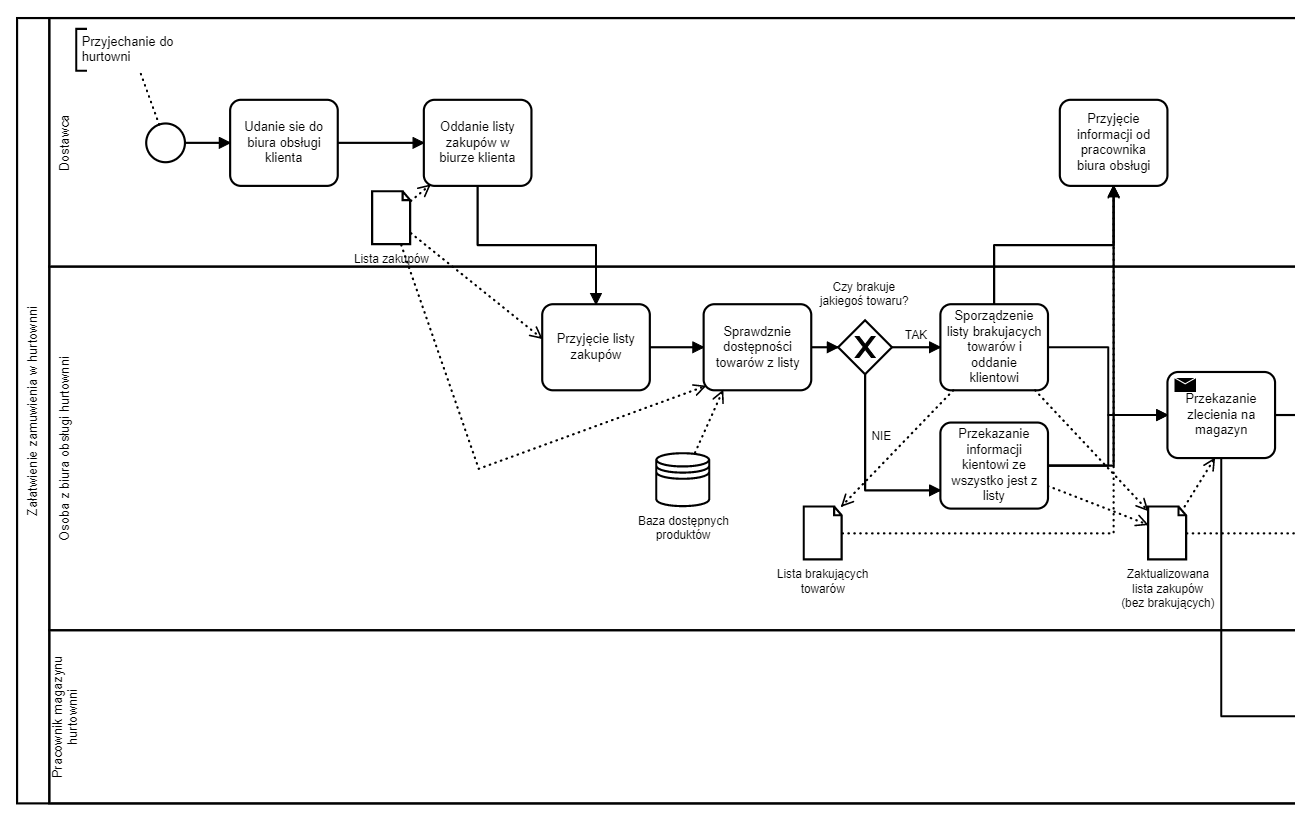 Załatwienie zamuwienia w hurtownni
Dostawca
Przyjechanie do
hurtowni
Udanie sie do
biura obsługi
klienta
Oddanie listy
zakupów w
biurze klienta
Przyjęcie
informacji od
pracownika
biura obsługi
Lista zakupów
Osoba z biura obsługi hurtowni
Przyjęcie listy
zakupów
Sprawdznie
dostępności
towarów z listy
Czy brakuje
jakiegoś towaru?
TAK
NIE
Sporządzenie
listy brakujacych
towarów i
oddanie
klientowi
Przekazanie
informacji
kientowi ze
wszystko jest z
listy
Przekazanie
zlecenia na
magazyn
Baza dostępnych
produktów
Lista brakujących
towarów
Zaktualizowana
lista zakupów
(bez brakujących)
Pracownik magazynu
hurtownni